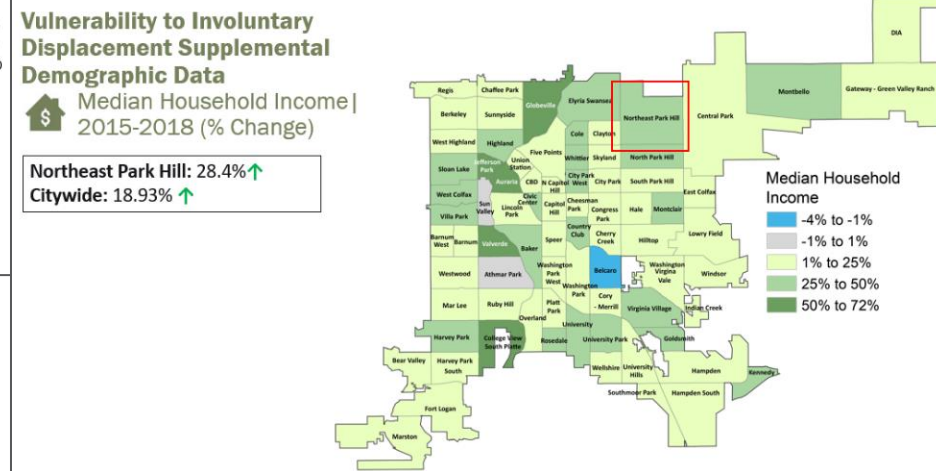 Vulnerability to Involuntary
Displacement Supplemental
Demographic Data
$
Median Household Income|
2015-2018 (% Change)
Northeast Park Hill: 28.4%↑
Citywide: 18.93% ↑
DIA
Regis
Chaffee Park
Globeville
Elyria Swansea
Northeast Park Hill
Central Park
Montbello
Gateway - Green Valley Ranch
Berkeley
Sunnyside
West Highland
Highland
Five Points
Cole
Clayton
Sloan Lake
Jefferson
Park
Union
Station
Whittier
Skyland
North Park Hill
Auraria
CBD
N Capitol
Hill
City Park
West
City Park
South Park Hill
East Colfax
West Colfax
Sun
Valley
Lincoln
Park
Civic
Center
Capitol
Hill
Cheesman
Park
Congress
Park
Hale
Montclair
Villa Park
Country
Club
Cherry
Creek
Hilltop
Lowry Field
Barnum
West
Barnum
Valverde
Baker
Speer
Westwood
Athmar Park
Washington
Park
West
Washington
Park
Belcaro
Washington
Virgina
Vale
Windsor
Mar Lee
Ruby Hill
Overland
Platt
Park
Cory
- Merrill
Virginia Village
Indian Creek
Harvey Park
College View
South Platte
Rosedale
University
University Park
Goldsmith
Bear Valley
Harvey Park
South
Wellshire
University
Hills
Hampden
Kennedy
Southmoor Park
Hampden South
Fort Logan
Marston
Median Household
Income
-4% to -1%
-1% to 1%
1% to 25%
25% to 50%
50% to 72%